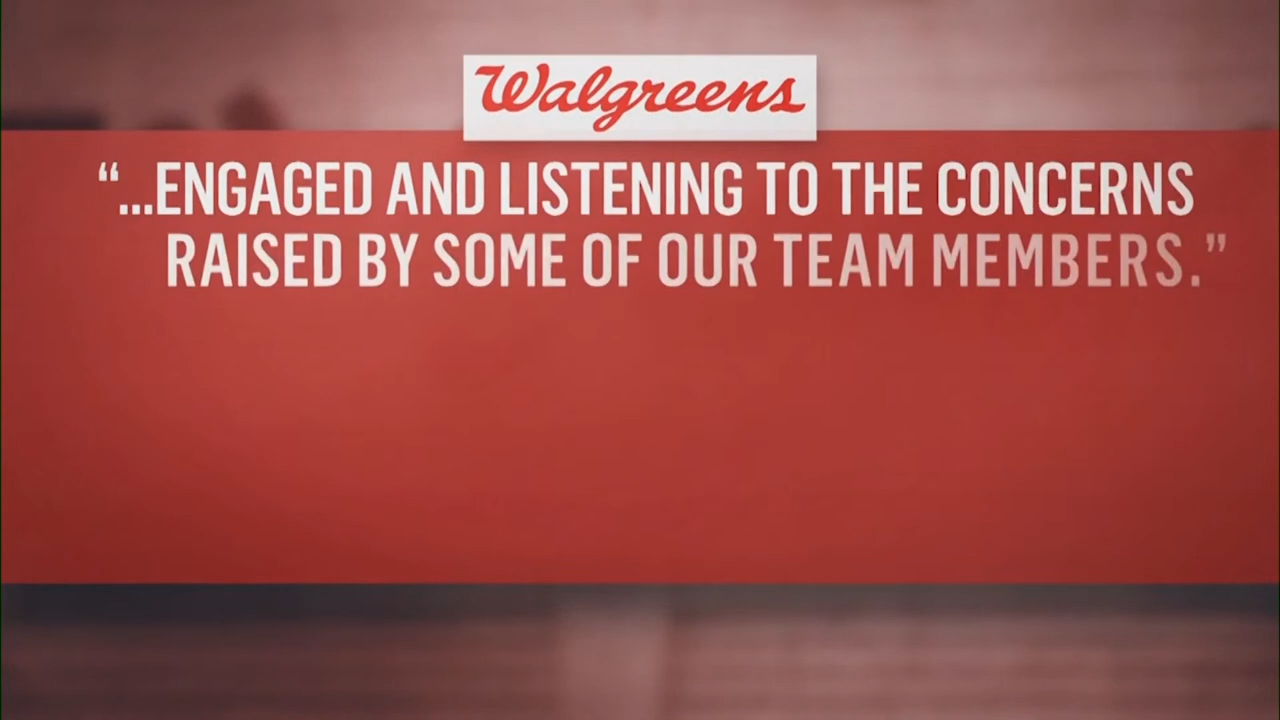 Walgreens
“...ENGAGED AND LISTENING TO THE CONCERNS
RAISED BY SOME OF OUR TEAM MEMBERS.”